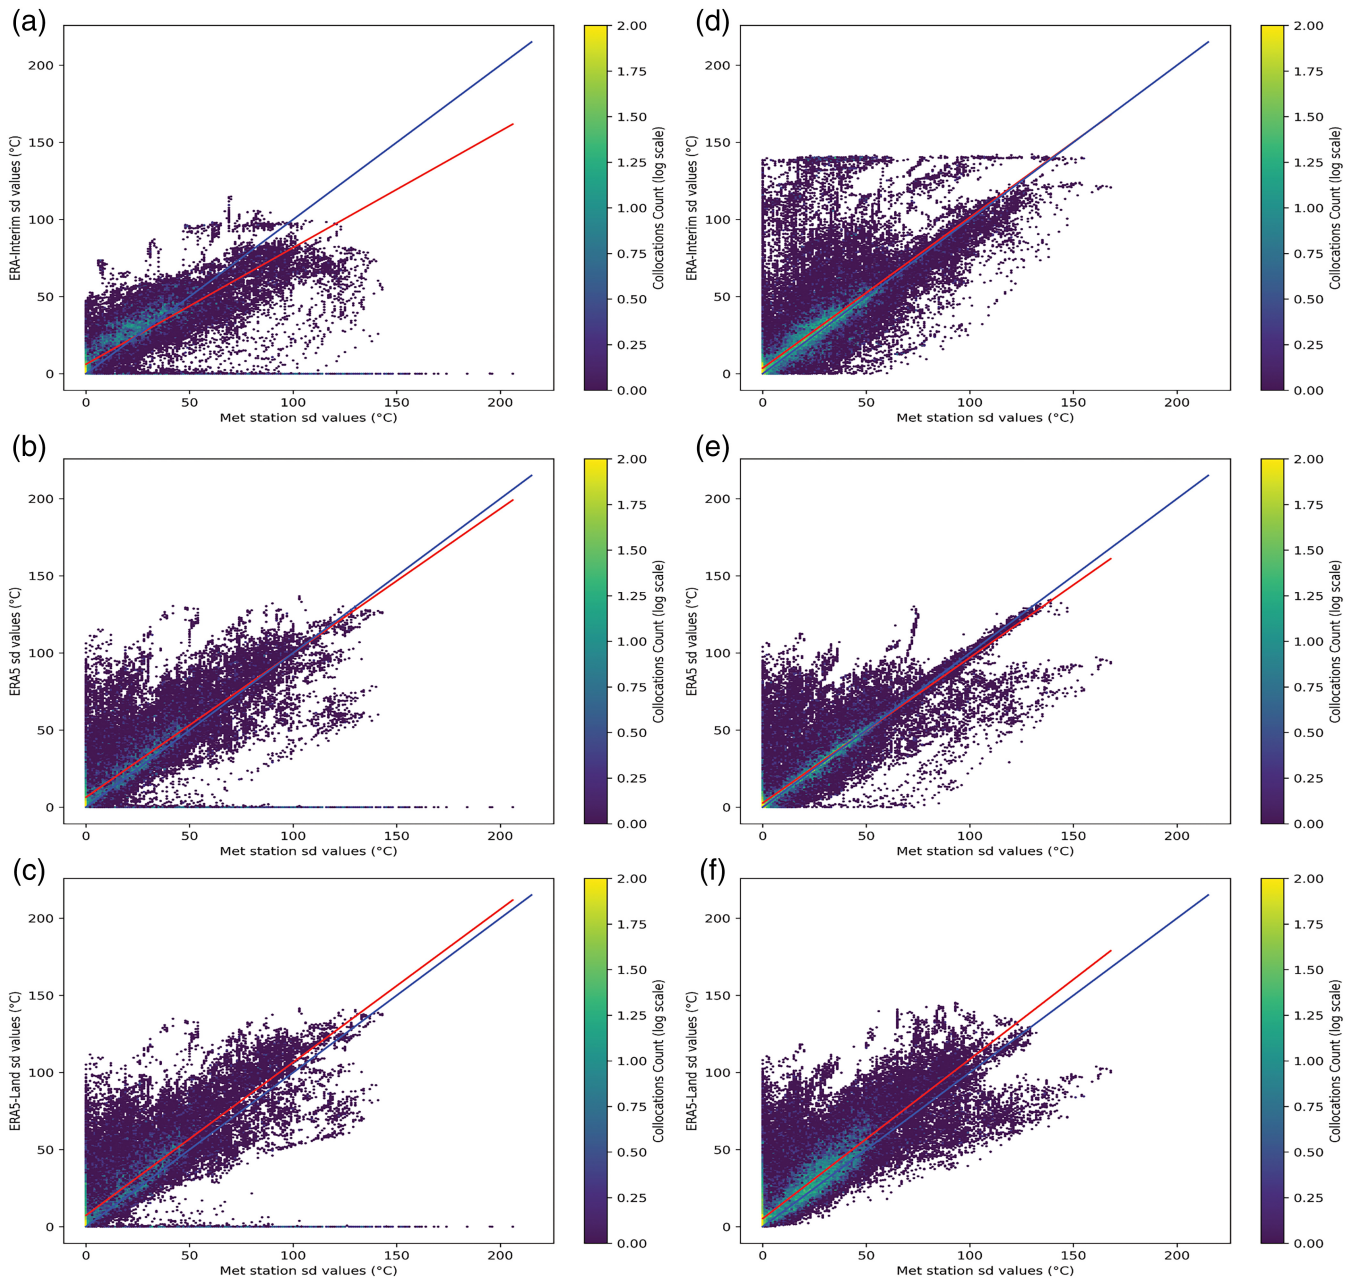 (a)
200
150
100
50
0
0 50 100 150 200
ERA-Interim sd values (°C)
Met station sd values (°C)
2.00
1.75
1.50
1.25
1.00
0.75
0.50
0.25
0.00
Collocations Count (log scale)
(d)
200
150
100
50
0
0 50 100 150 200
ERA-Interim sd values (°C)
Met station sd values (°C)
2.00
1.75
1.50
1.25
1.00
0.75
0.50
0.25
0.00
Collocations Count (log scale)
(b)
200
150
100
50
0
0 50 100 150 200
ERA5 sd values (°C)
Met station sd values (°C)
2.00
1.75
1.50
1.25
1.00
0.75
0.50
0.25
0.00
Collocations Count (log scale)
(e)
200
150
100
50
0
0 50 100 150 200
ERA5 sd values (°C)
Met station sd values (°C)
2.00
1.75
1.50
1.25
1.00
0.75
0.50
0.25
0.00
Collocations Count (log scale)
(c)
200
150
100
50
0
0 50 100 150 200
ERA5-Land sd values (°C)
Met station sd values (°C)
2.00
1.75
1.50
1.25
1.00
0.75
0.50
0.25
0.00
Collocations Count (log scale)
(f)
200
150
100
50
0
0 50 100 150 200
ERA5-Land sd values (°C)
Met station sd values (°C)
2.00
1.75
1.50
1.25
1.00
0.75
0.50
0.25
0.00
Collocations Count (log scale)